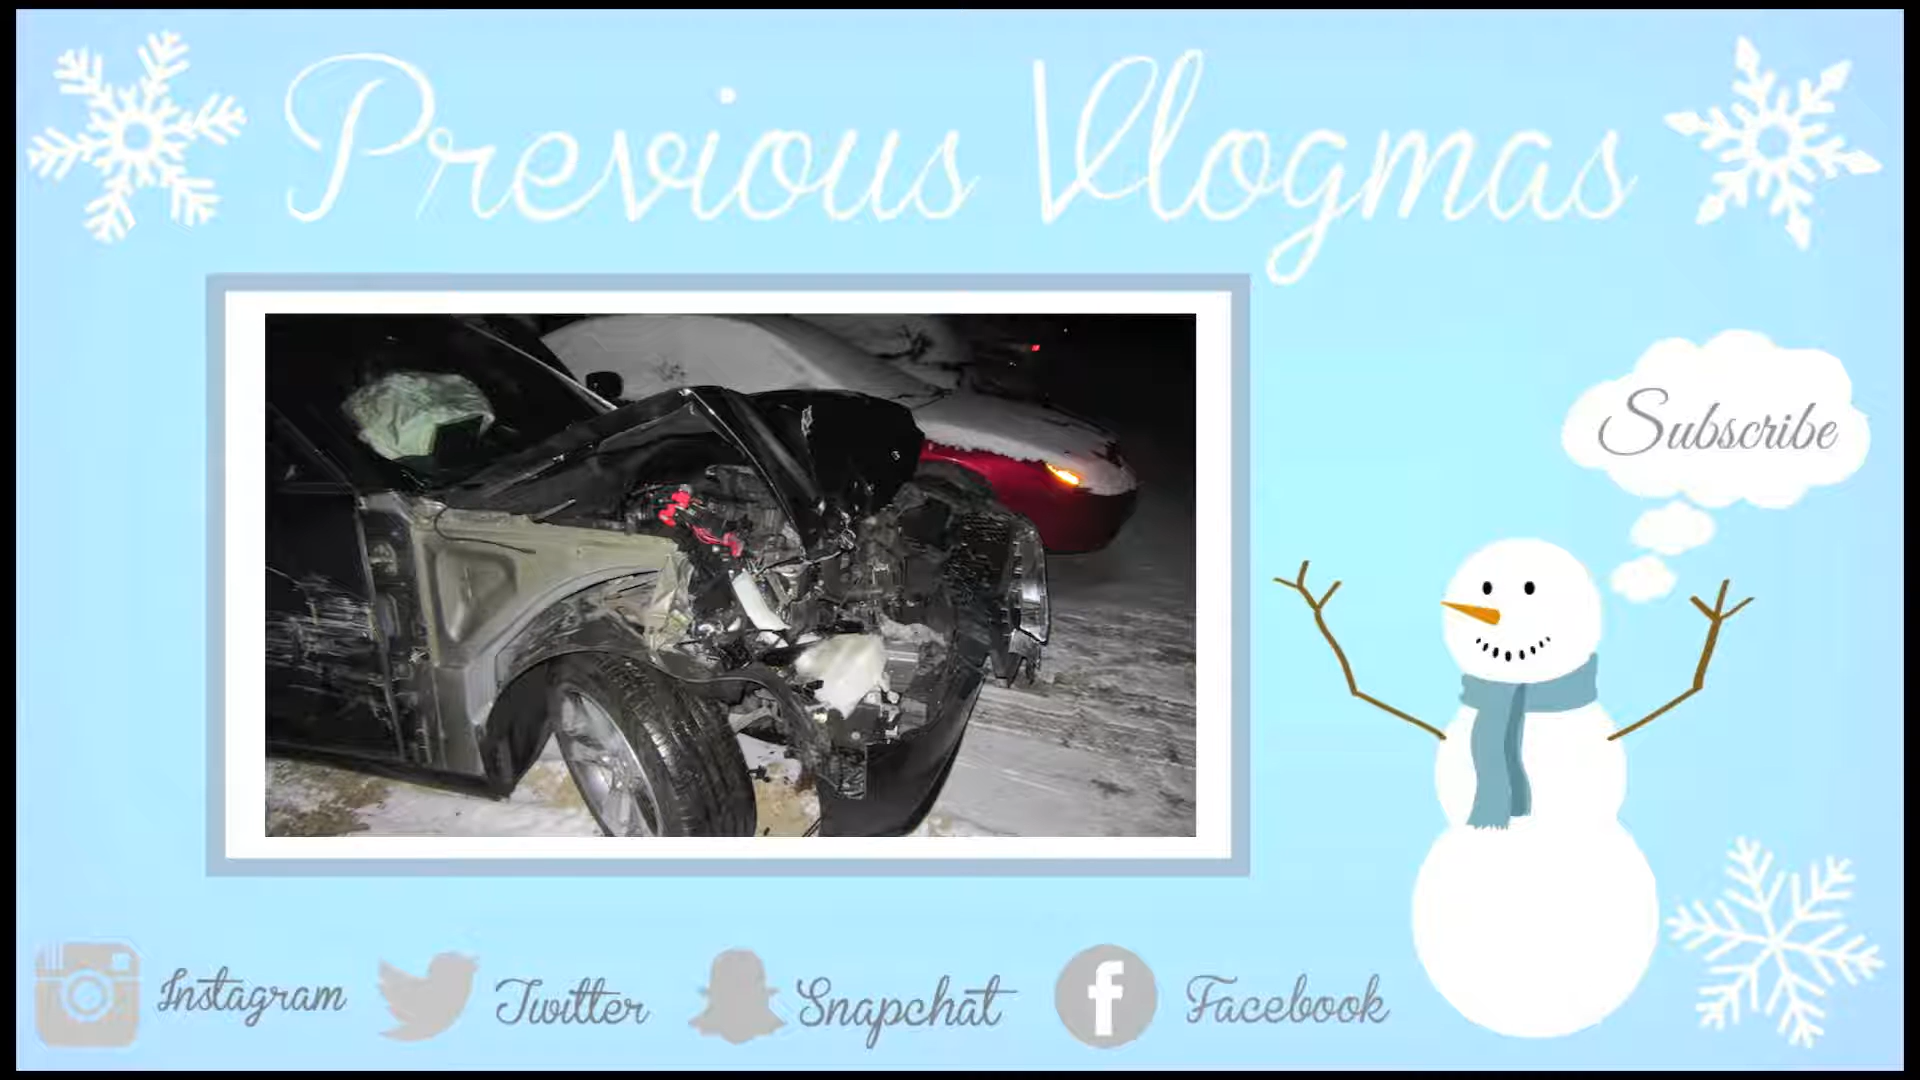 Previous Vlogmas
Subscribe
Instagram
Twitter
Snapchat
Facebook